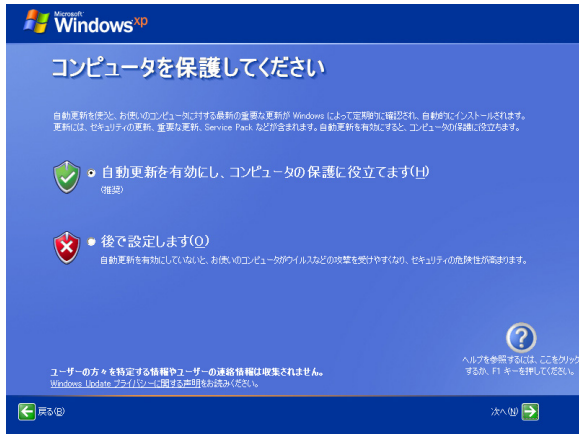 Microsoft
Windows xp
コンピュータを保護してください
自動更新を使うと、お使いのコンピュータに対する最新の重要な更新が Windows によって定期的に確認され、自動的にインストールされます。
更新には、セキュリティの更新、重要な更新、Service Pack などが含まれます。自動更新を有効にすると、コンピュータの保護に役立ちます。
自動更新を有効にし、コンピュータの保護に役立てます(H)
(推奨)
後で設定します(O)
自動更新を有効にしていないと、お使いのコンピュータがウイルスなどの攻撃を受けやすくなり、セキュリティの危険性が高まります。
ヘルプを参照するには、ここをクリック
するか、F1 キーを押してください。
ユーザーの方々を特定する情報やユーザーの連絡情報は収集されません。
Windows Update プライバシーに関する声明をお読みください。
戻る(B)
次へ(N)